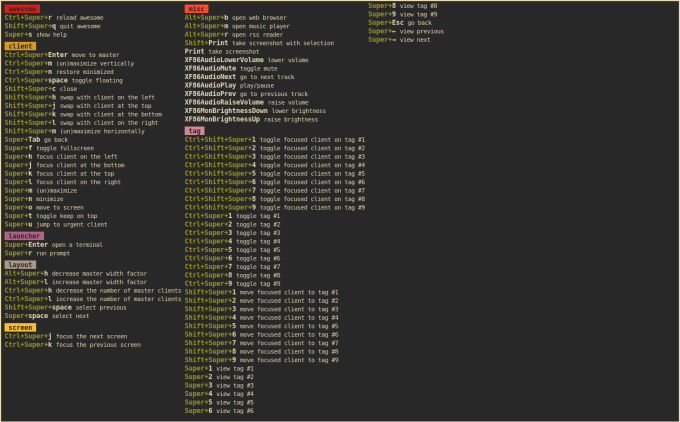 awesome
Ctrl+Super+r reload awesome
Shift+Super+q quit awesome
Super+s show help
client
Ctrl+Super+Enter move to master
Ctrl+Super+m (un)maximize vertically
Ctrl+Super+n restore minimized
Ctrl+Super+space toggle floating
Shift+Super+c close
Shift+Super+h swap with client on the left
Shift+Super+j swap with client at the top
Shift+Super+k swap with client at the bottom
Shift+Super+l swap with client on the right
Shift+Super+m (un)maximize horizontally
Super+Tab go back
Super+f toggle fullscreen
Super+h focus client on the left
Super+j focus client at the bottom
Super+k focus client at the top
Super+l focus client on the right
Super+m (un)maximize
Super+n minimize
Super+o move to screen
Super+t toggle keep on top
Super+u jump to urgent client
launcher
Super+Enter open a terminal
Super+r run prompt
layout
Alt+Super+h decrease master width factor
Alt+Super+l increase master width factor
Ctrl+Super+h decrease the number of master clients
Ctrl+Super+l increase the number of master clients
Shift+Super+space select previous
Super+space select next
screen
Ctrl+Super+j focus the next screen
Ctrl+Super+k focus the previous screen
misc
Alt+Super+b open web browser
Alt+Super+m open music player
Alt+Super+r open rss reader
Shift+Print take screenshot with selection
Print take screenshot
XF86AudioLowerVolume lower volume
XF86AudioMute toggle mute
XF86AudioNext go to next track
XF86AudioPlay play/pause
XF86AudioPrev go to previous track
XF86AudioRaiseVolume raise volume
XF86MonBrightnessDown lower brightness
XF86MonBrightnessUp raise brightness
tag
Ctrl+Shift+Super+1 toggle focused client on tag #1
Ctrl+Shift+Super+2 toggle focused client on tag #2
Ctrl+Shift+Super+3 toggle focused client on tag #3
Ctrl+Shift+Super+4 toggle focused client on tag #4
Ctrl+Shift+Super+5 toggle focused client on tag #5
Ctrl+Shift+Super+6 toggle focused client on tag #6
Ctrl+Shift+Super+7 toggle focused client on tag #7
Ctrl+Shift+Super+8 toggle focused client on tag #8
Ctrl+Shift+Super+9 toggle focused client on tag #9
Ctrl+Super+1 toggle tag #1
Ctrl+Super+2 toggle tag #2
Ctrl+Super+3 toggle tag #3
Ctrl+Super+4 toggle tag #4
Ctrl+Super+5 toggle tag #5
Ctrl+Super+6 toggle tag #6
Ctrl+Super+7 toggle tag #7
Ctrl+Super+8 toggle tag #8
Ctrl+Super+9 toggle tag #9
Shift+Super+1 move focused client to tag #1
Shift+Super+2 move focused client to tag #2
Shift+Super+3 move focused client to tag #3
Shift+Super+4 move focused client to tag #4
Shift+Super+5 move focused client to tag #5
Shift+Super+6 move focused client to tag #6
Shift+Super+7 move focused client to tag #7
Shift+Super+8 move focused client to tag #8
Shift+Super+9 move focused client to tag #9
Super+1 view tag #1
Super+2 view tag #2
Super+3 view tag #3
Super+4 view tag #4
Super+5 view tag #5
Super+6 view tag #6
Super+8 view tag #8
Super+9 view tag #9
Super+Esc go back
Super+← view previous
Super+→ view next